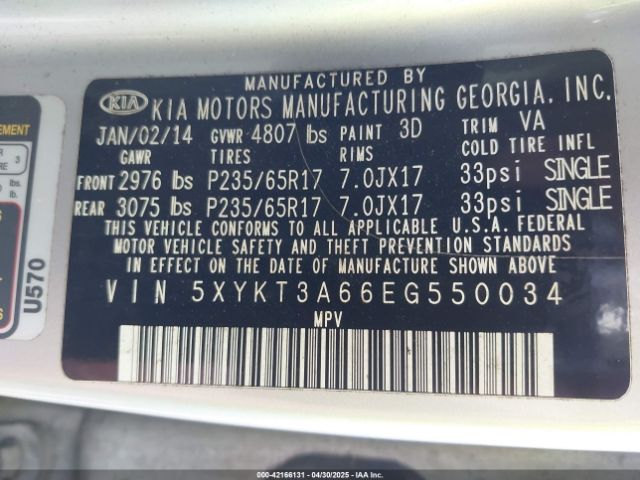 MANUFACTURED BY
KIA KIA MOTORS MANUFACTURING GEORGIA, INC.
JAN/02/14 GVWR 4807 lbs PAINT 3D TRIM VA
GAWR TIRES RIMS COLD TIRE INFL
FRONT 2976 lbs P235/65R17 7.0JX17 33psi SINGLE
REAR 3075 lbs P235/65R17 7.0JX17 33psi SINGLE
THIS VEHICLE CONFORMS TO ALL APPLICABLE U.S.A. FEDERAL
MOTOR VEHICLE SAFETY AND THEFT PREVENTION STANDARDS
IN EFFECT ON THE DATE OF MANUFACTURE SHOWN ABOVE.
VIN 5XYKT3A66EG550034
MPV
EMENT
R 3
RE
lbs.
U570
000-42166131 - 04/30/2025 - IAA Inc.